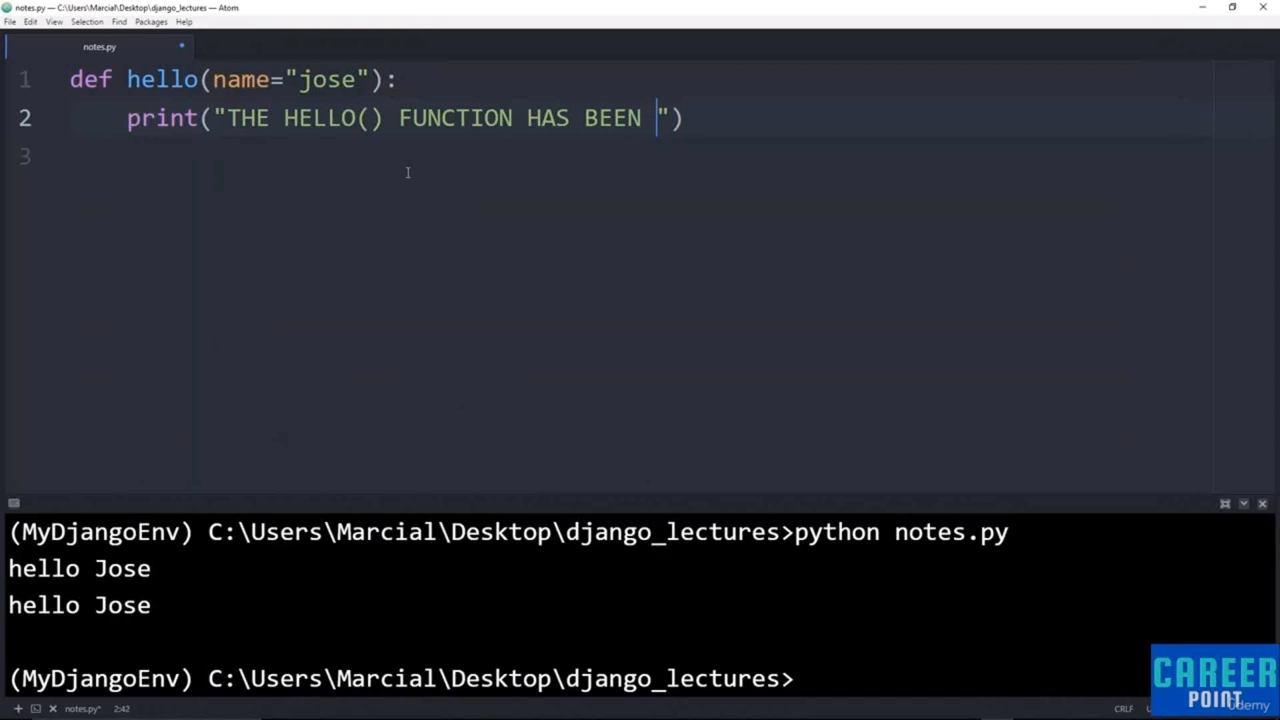 notes.py — C:\Users\Marcial\Desktop\django_lectures — Atom
File Edit View Selection Find Packages Help
notes.py
1 def hello(name="jose"):
2     print("THE HELLO() FUNCTION HAS BEEN ")
3
(MyDjangoEnv) C:\Users\Marcial\Desktop\django_lectures>python notes.py
hello Jose
hello Jose
(MyDjangoEnv) C:\Users\Marcial\Desktop\django_lectures>
CAREER
POINT
ûdemy
notes.py* 2:42
CRLF